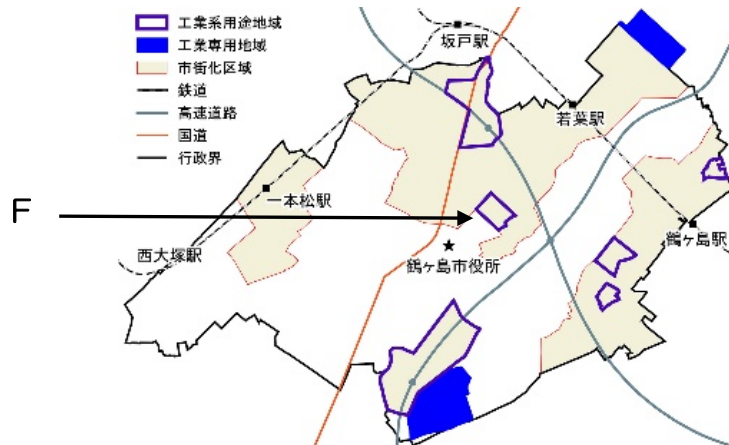 工業系用途地域
工業専用地域
市街化区域
鉄道
高速道路
国道
行政界
坂戸駅
若葉駅
一本松駅
F
西大塚駅
鶴ヶ島市役所
鶴ヶ島駅